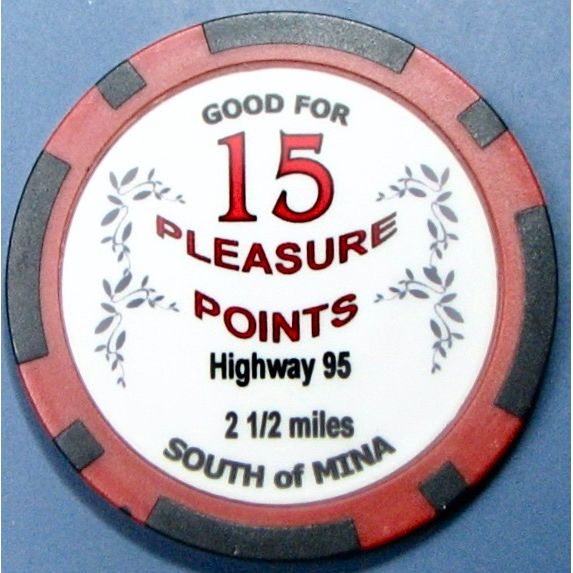 GOOD FOR
15
PLEASURE
POINTS
Highway 95
2 1/2 miles
SOUTH of MINA